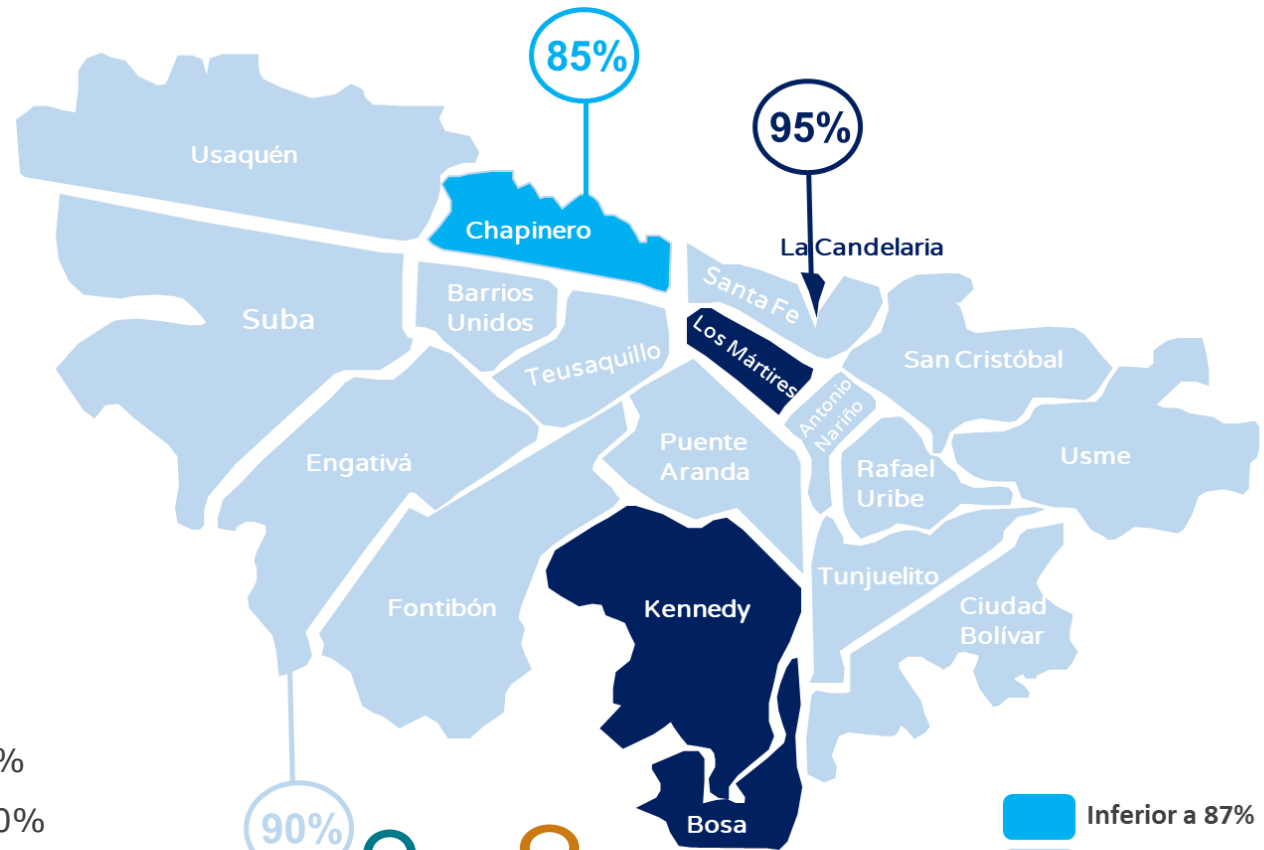 85%
95%
Usaquén
Chapinero
La Candelaria
Santa Fe
Barrios
Unidos
Suba
Los Mártires
Teusaquillo
San Cristóbal
Antonio
Nariño
Puente
Aranda
Engativá
Rafael
Uribe
Usme
Tunjuelito
Fontibón
Kennedy
Ciudad
Bolívar
%
0%
90%
Bosa
Inferior a 87%